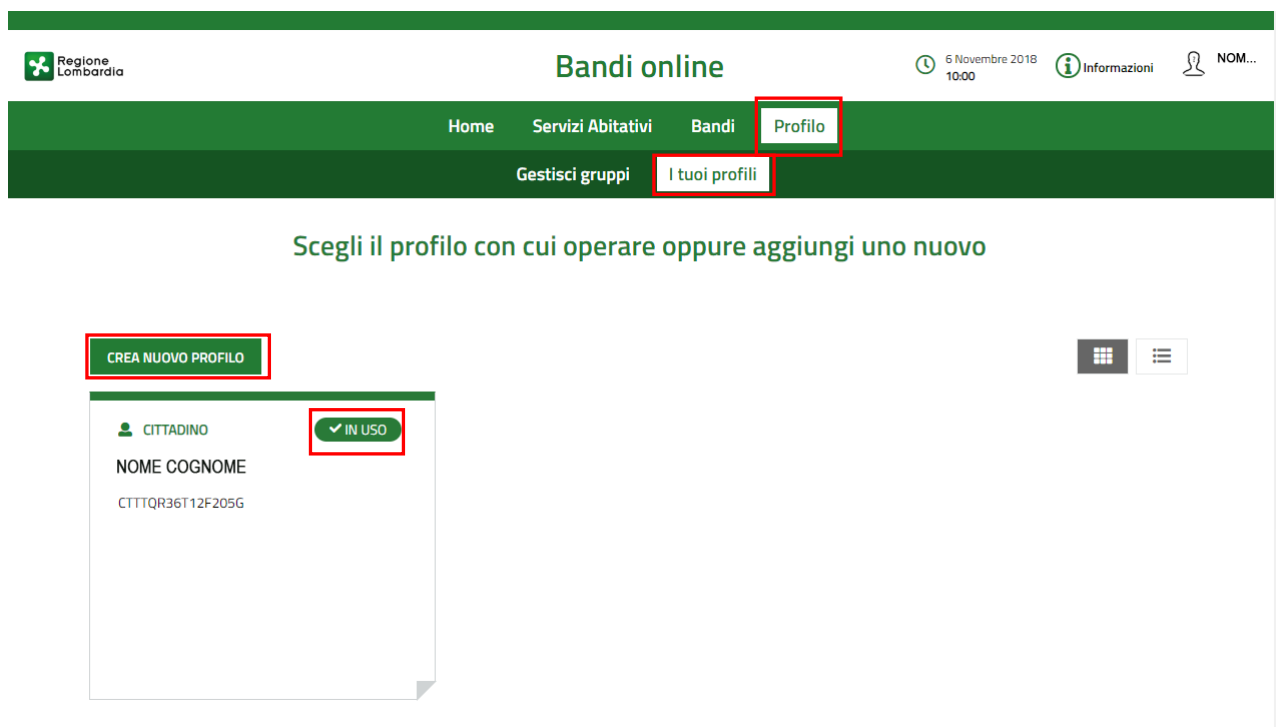 Regione
Lombardia
Bandi online
6 Novembre 2018
10:00
Informazioni
NOM...
Home Servizi Abitativi Bandi Profilo
Gestisci gruppi I tuoi profili
Scegli il profilo con cui operare oppure aggiungi uno nuovo
CREA NUOVO PROFILO
CITTADINO
IN USO
NOME COGNOME
CTTTQR36T12F205G